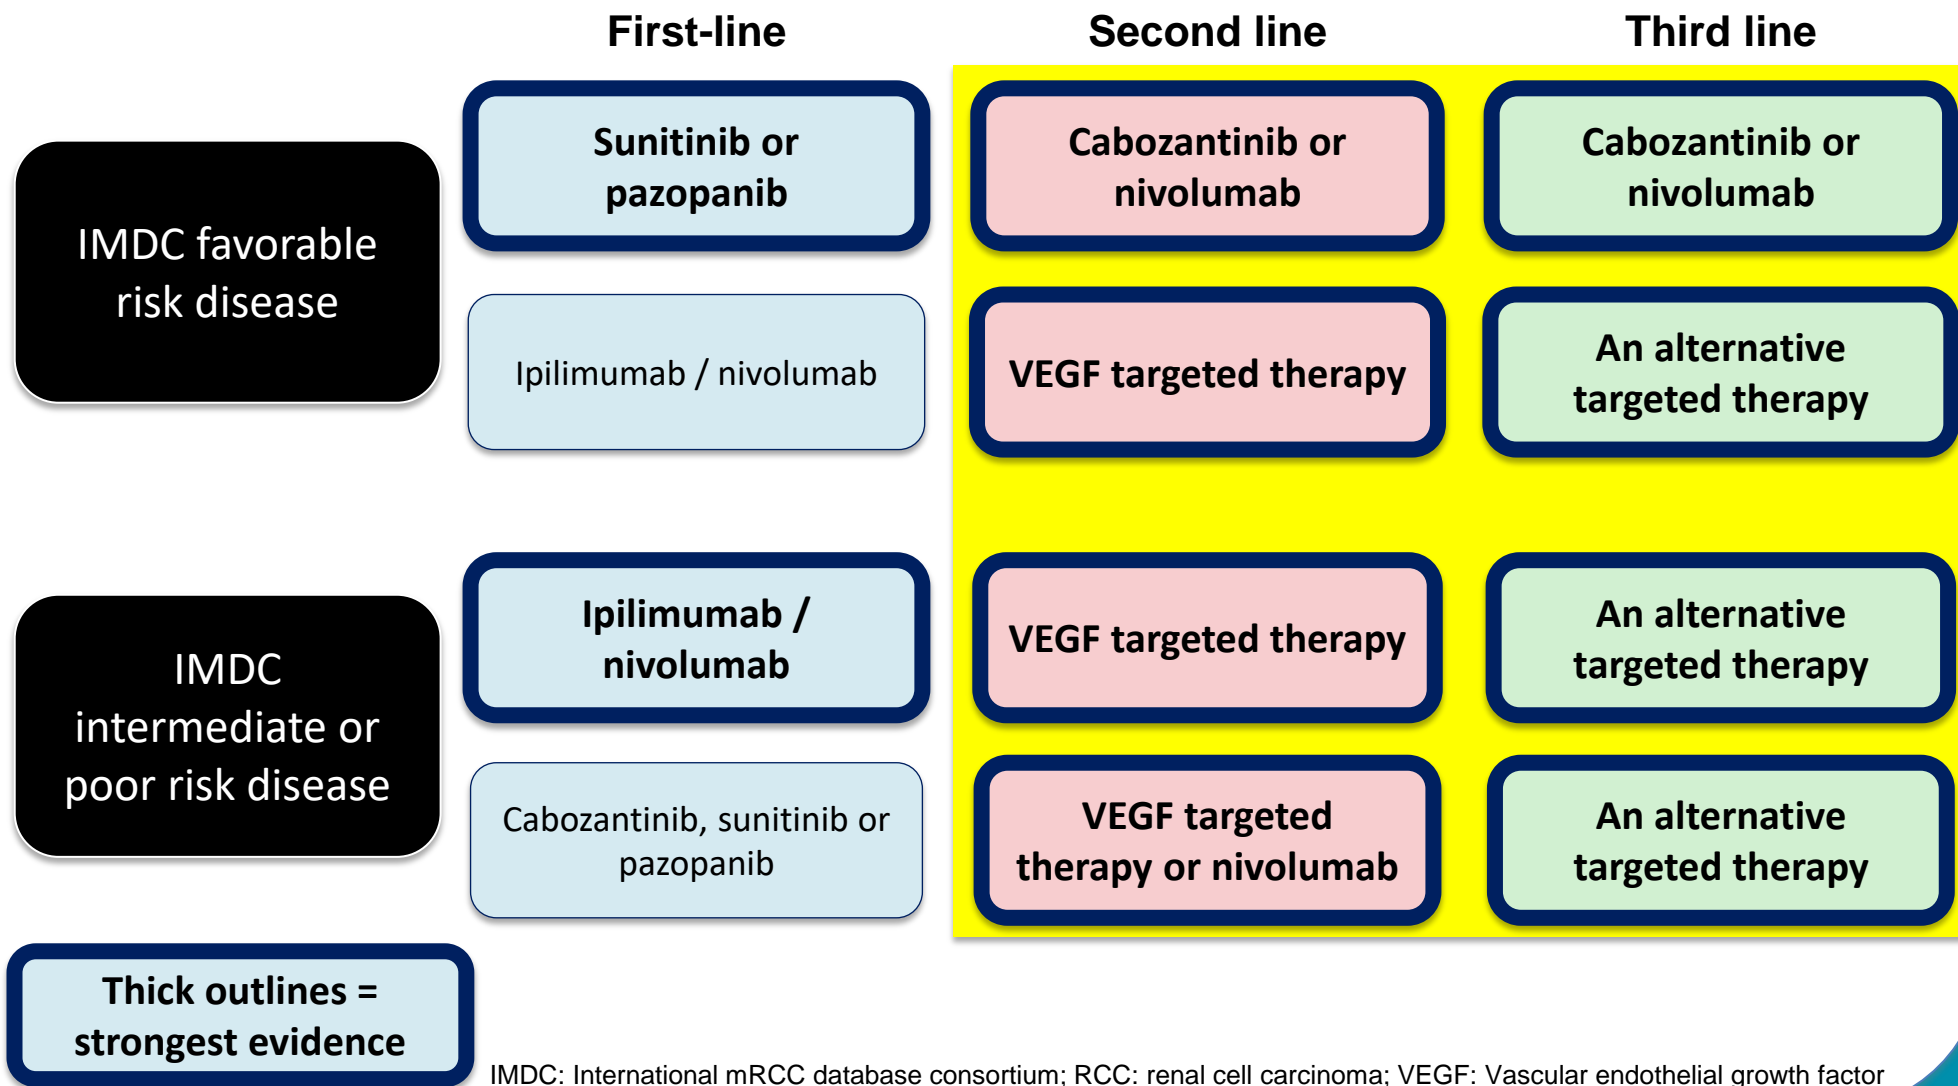 First-line
Second line
Third line
IMDC favorable
risk disease
Sunitinib or
pazopanib
Cabozantinib or
nivolumab
Cabozantinib or
nivolumab
Ipilimumab / nivolumab
VEGF targeted therapy
An alternative
targeted therapy
IMDC
intermediate or
poor risk disease
Ipilimumab /
nivolumab
VEGF targeted therapy
An alternative
targeted therapy
Cabozantinib, sunitinib or
pazopanib
VEGF targeted
therapy or nivolumab
An alternative
targeted therapy
Thick outlines =
strongest evidence
IMDC: International mRCC database consortium; RCC: renal cell carcinoma; VEGF: Vascular endothelial growth factor